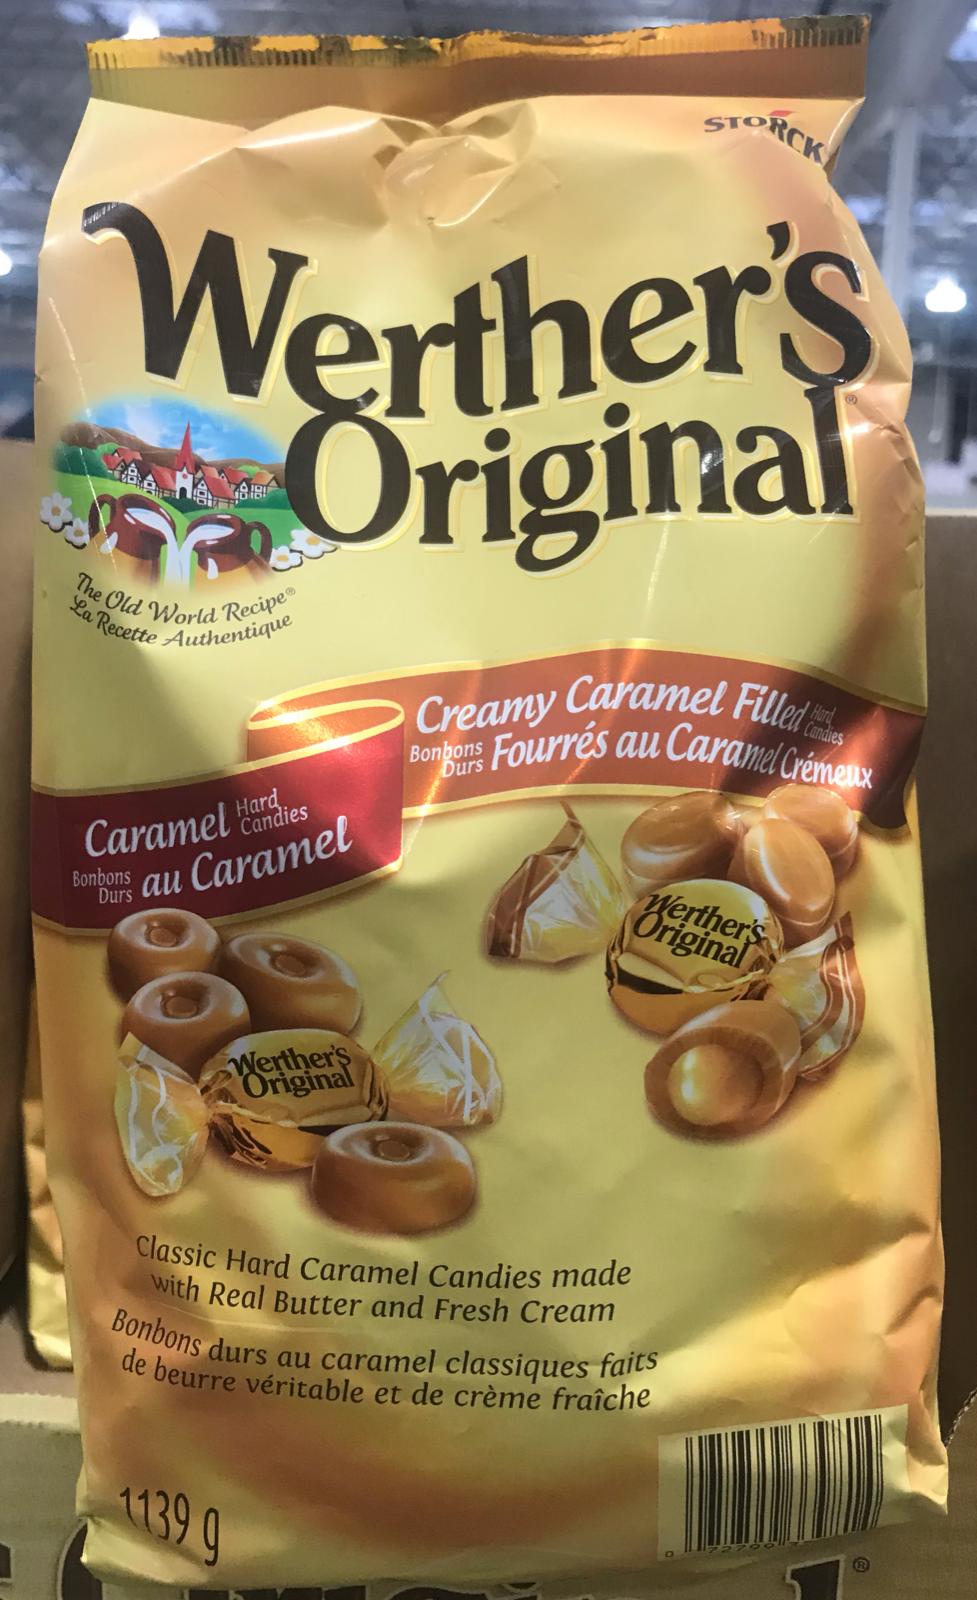 STORCK
Werther's
Original®
The Old World Recipe®
La Recette Authentique
Creamy Caramel Filled Hard Candies
Bonbons Durs Fourrés au Caramel Crémeux
Caramel Hard Candies
Bonbons Durs au Caramel
Werther's
Original
Werther's
Original
Classic Hard Caramel Candies made
with Real Butter and Fresh Cream
Bonbons durs au caramel classiques faits
de beurre véritable et de crème fraîche
1139 g